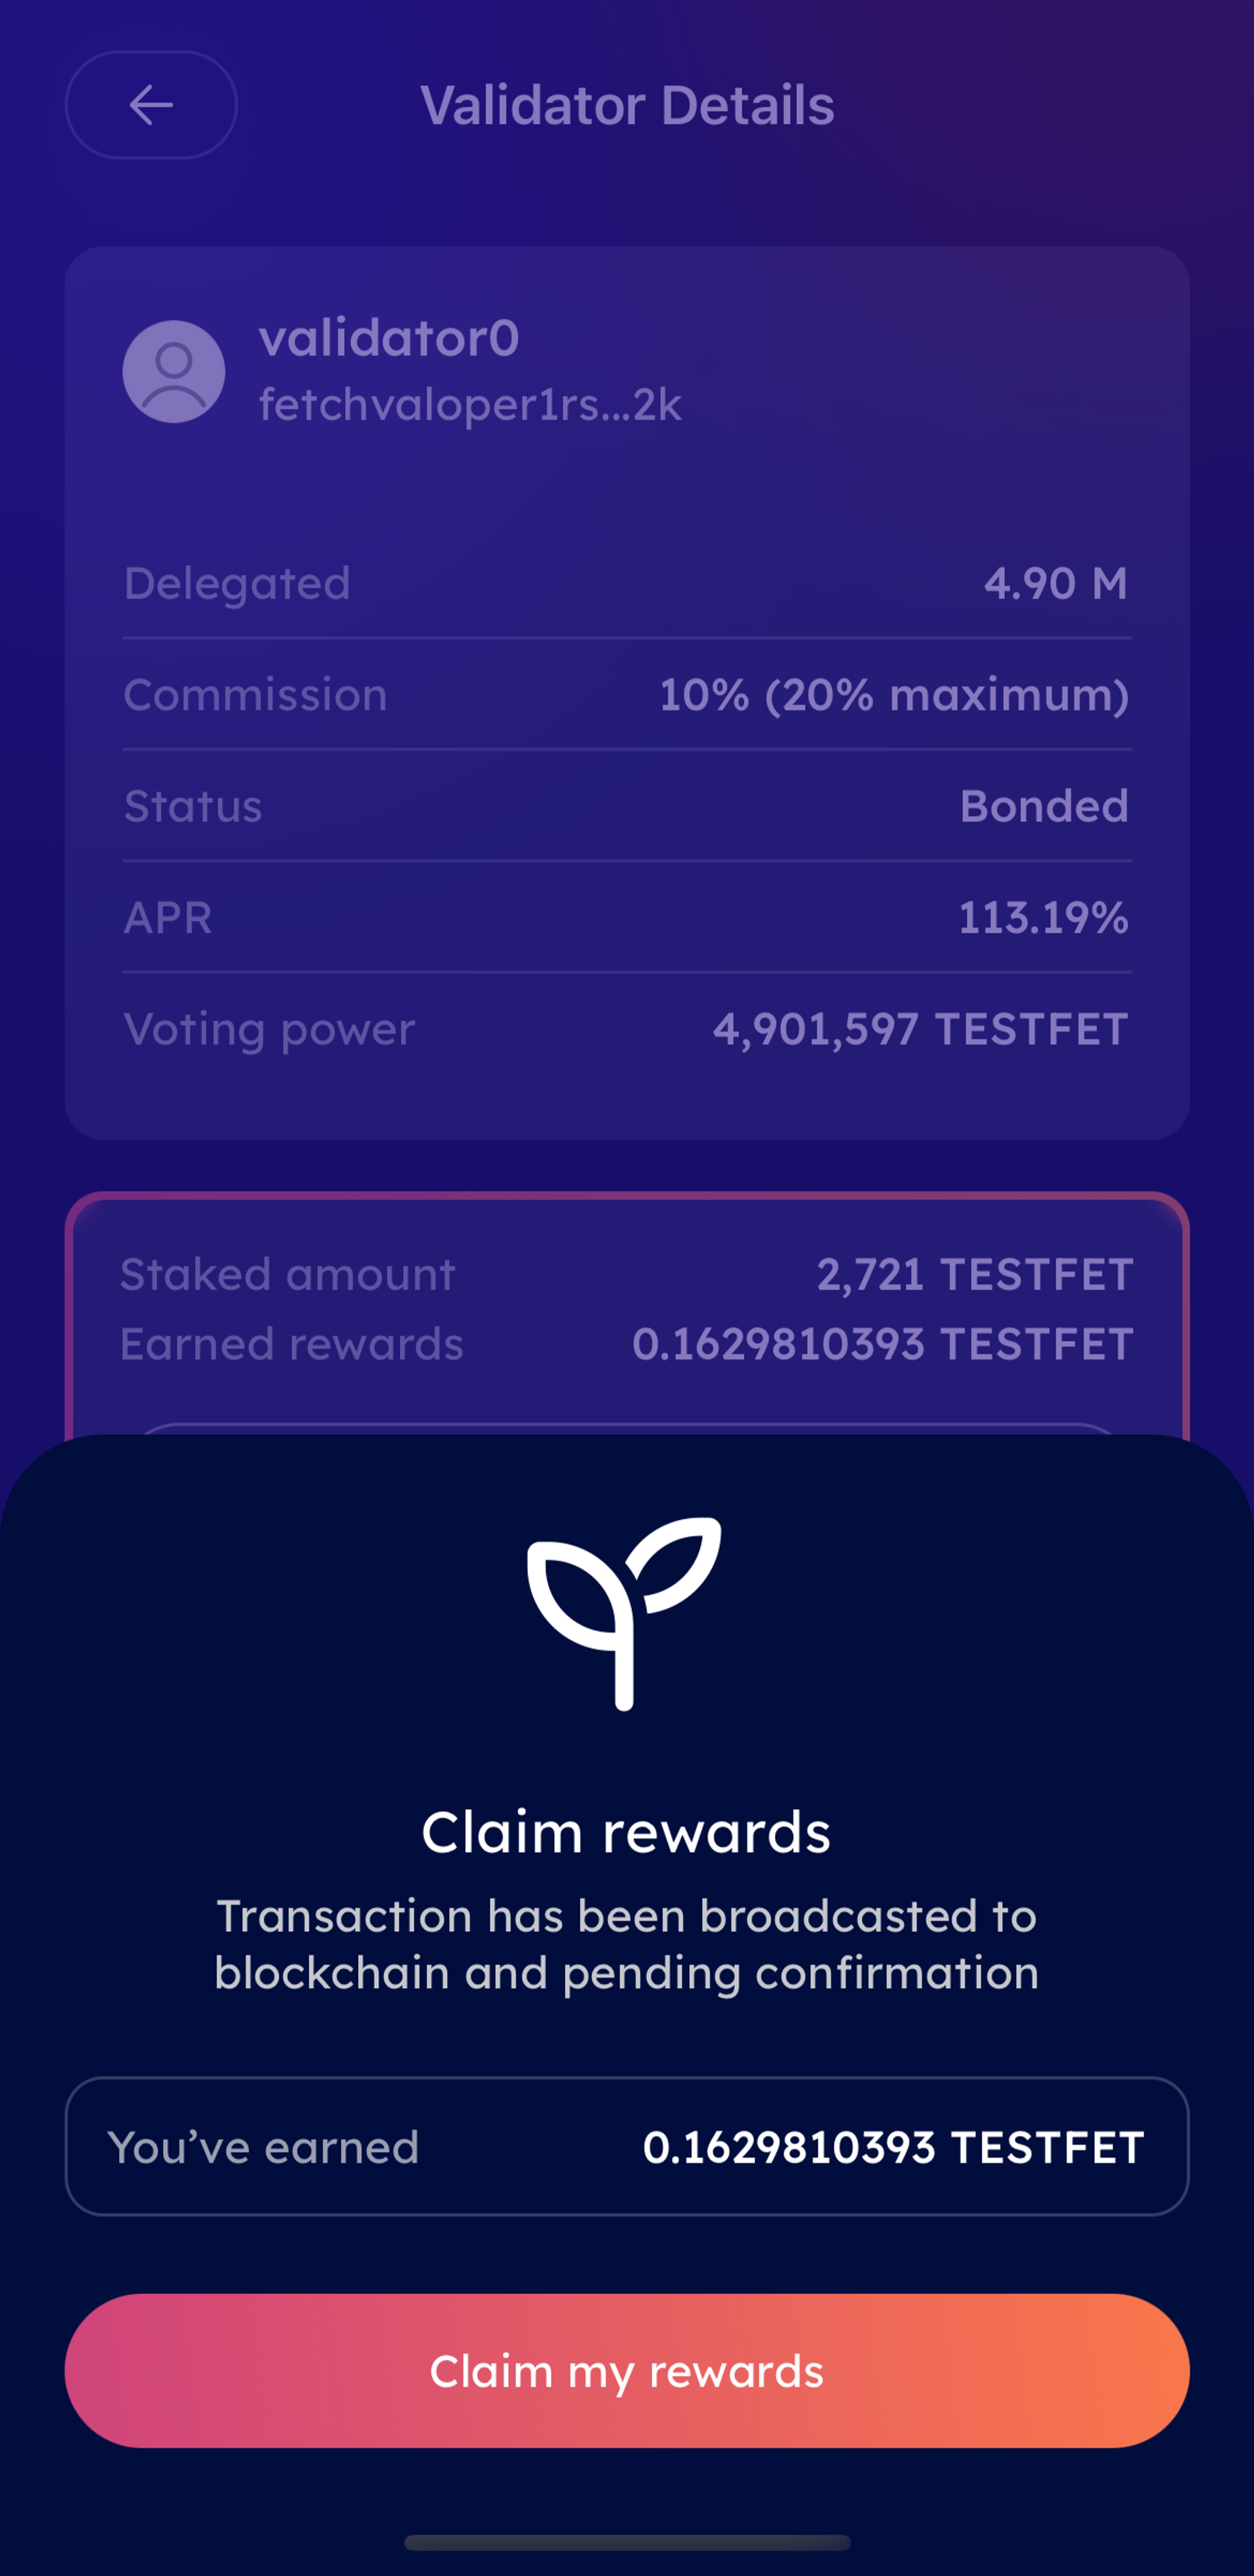 Validator Details
validator0
fetchvaloper1rs...2k
Delegated 4.90 M
Commission 10% (20% maximum)
Status Bonded
APR 113.19%
Voting power 4,901,597 TESTFET
Staked amount 2,721 TESTFET
Earned rewards 0.1629810393 TESTFET
Claim rewards
Transaction has been broadcasted to
blockchain and pending confirmation
You’ve earned 0.1629810393 TESTFET
Claim my rewards